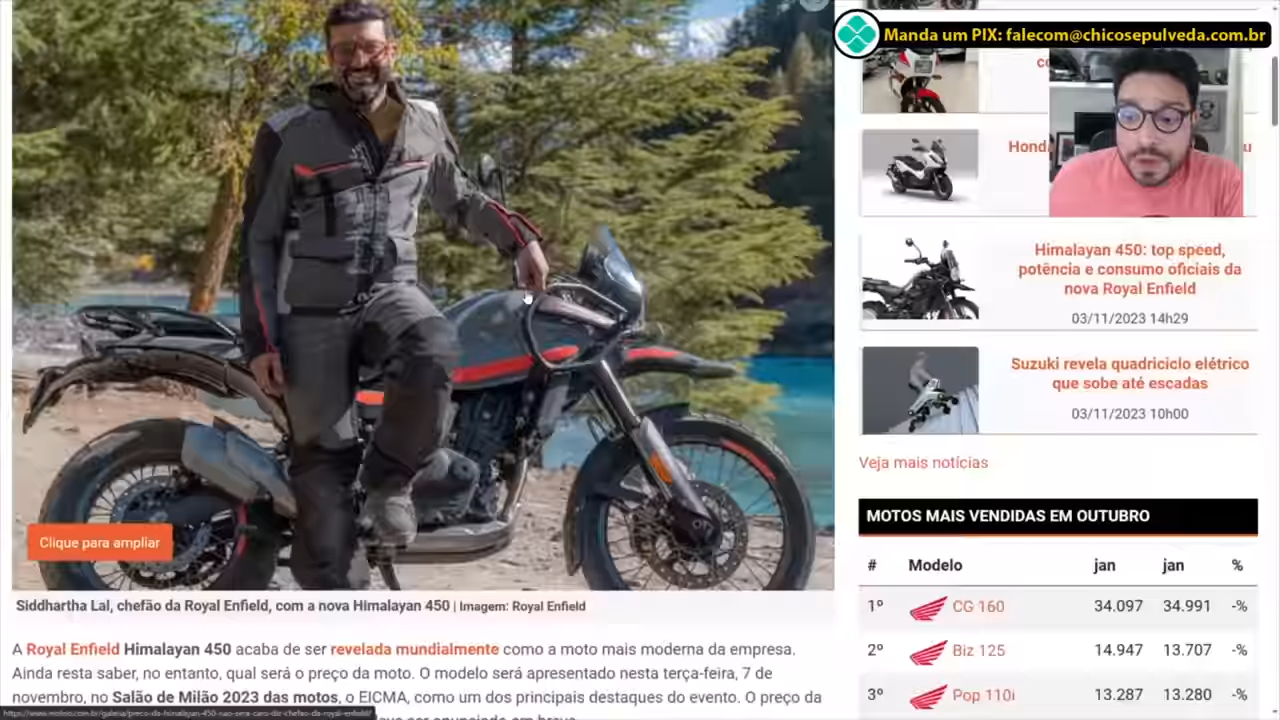 Manda um PIX: falecom@chicosepulveda.com.br
Himalayan 450: top speed,
potência e consumo oficiais da
nova Royal Enfield
03/11/2023 14h29
Suzuki revela quadriciclo elétrico
que sobe até escadas
03/11/2023 10h00
Veja mais notícias
MOTOS MAIS VENDIDAS EM OUTUBRO
# Modelo jan jan %
1º CG 160 34.097 34.991 -%
2º Biz 125 14.947 13.707 -%
3º Pop 110i 13.287 13.280 -%
Clique para ampliar
Siddhartha Lal, chefão da Royal Enfield, com a nova Himalayan 450 | Imagem: Royal Enfield
A Royal Enfield Himalayan 450 acaba de ser revelada mundialmente como a moto mais moderna da empresa.
Ainda resta saber, no entanto, qual será o preço da moto. O modelo será apresentado nesta terça-feira, 7 de
novembro, no Salão de Milão 2023 das motos, o EICMA, como um dos principais destaques do evento. O preço da